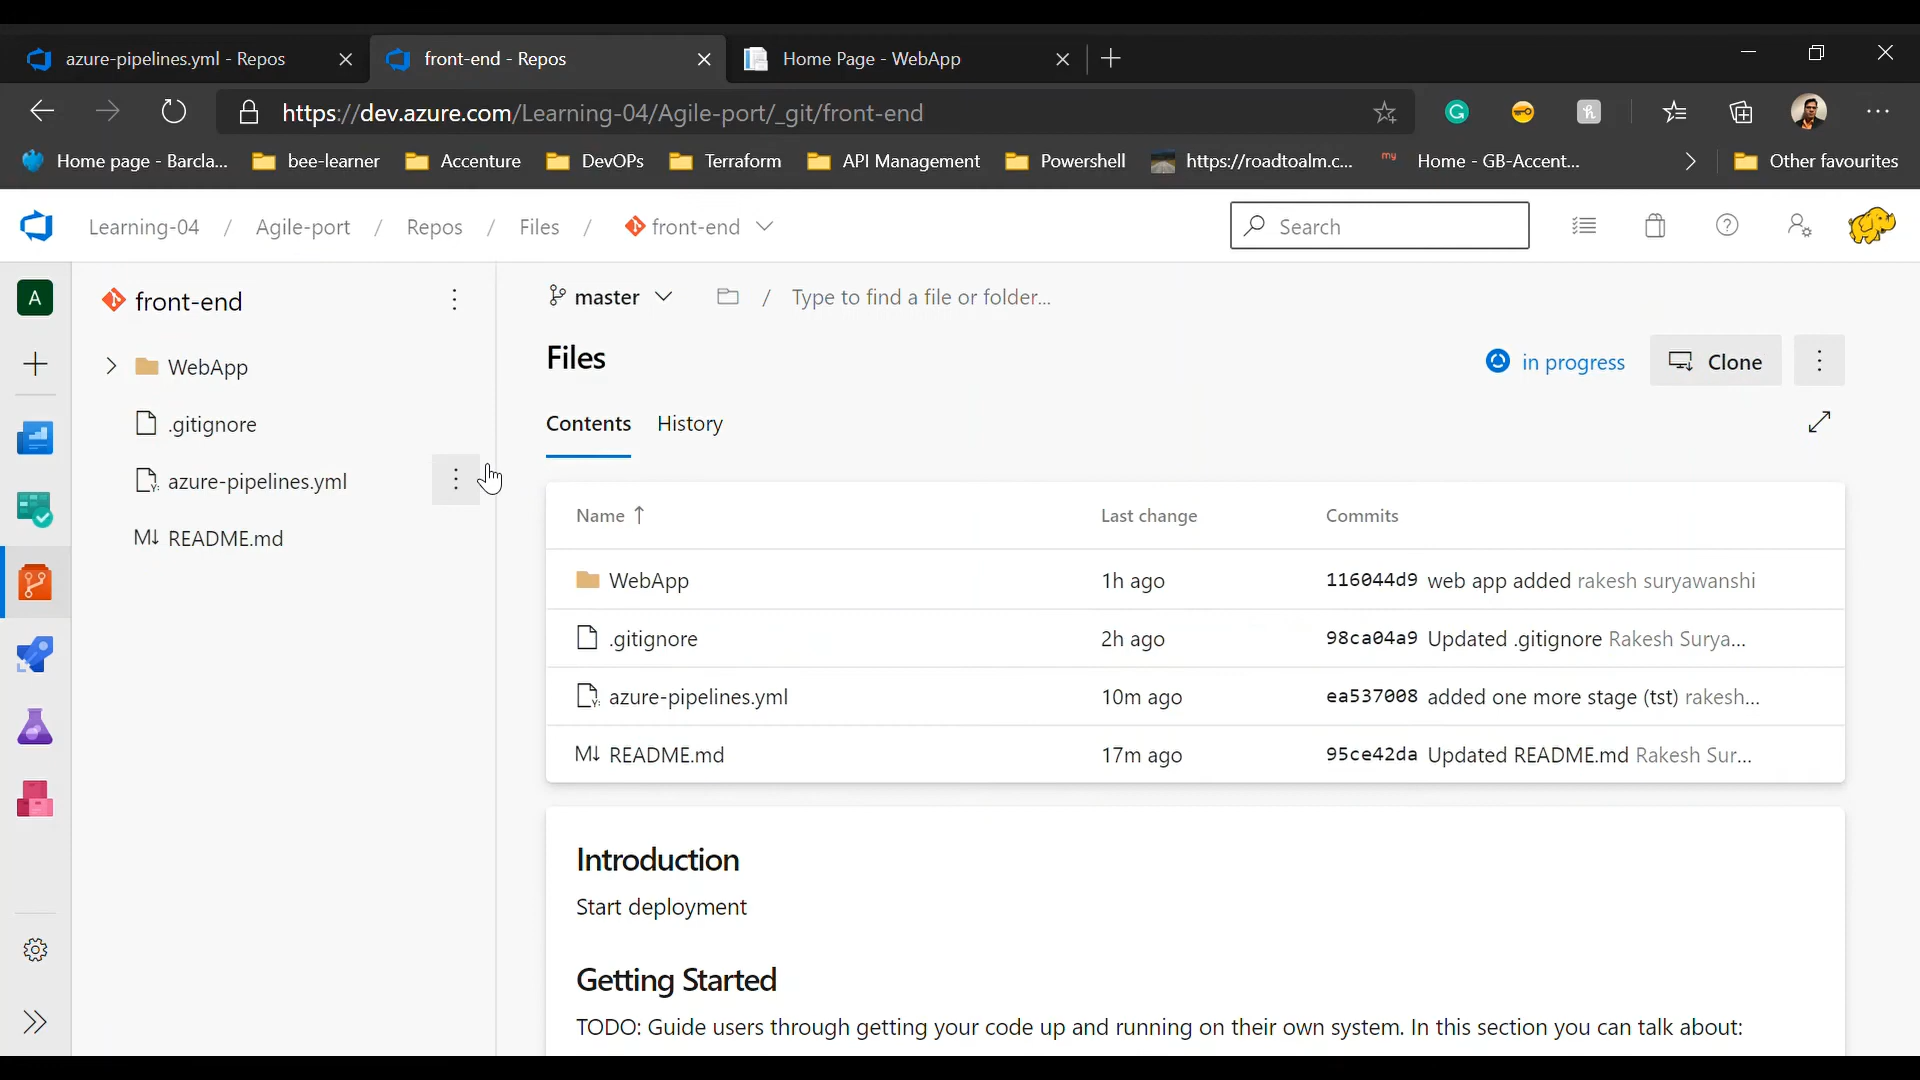 azure-pipelines.yml - Repos
front-end - Repos
Home Page - WebApp
https://dev.azure.com/Learning-04/Agile-port/_git/front-end
Home page - Barcla...
bee-learner
Accenture
DevOPs
Terraform
API Management
Powershell
https://roadtoalm.c...
my
Home - GB-Accent...
Other favourites
Learning-04 / Agile-port / Repos / Files / front-end
Search
A
front-end
WebApp
.gitignore
azure-pipelines.yml
README.md
master
/ Type to find a file or folder...
Files
in progress
Clone
Contents
History
Name Last change Commits
WebApp 1h ago 116044d9 web app added rakesh suryawanshi
.gitignore 2h ago 98ca04a9 Updated .gitignore Rakesh Surya...
azure-pipelines.yml 10m ago ea537008 added one more stage (tst) rakesh...
README.md 17m ago 95ce42da Updated README.md Rakesh Sur...
Introduction
Start deployment
Getting Started
TODO: Guide users through getting your code up and running on their own system. In this section you can talk about: